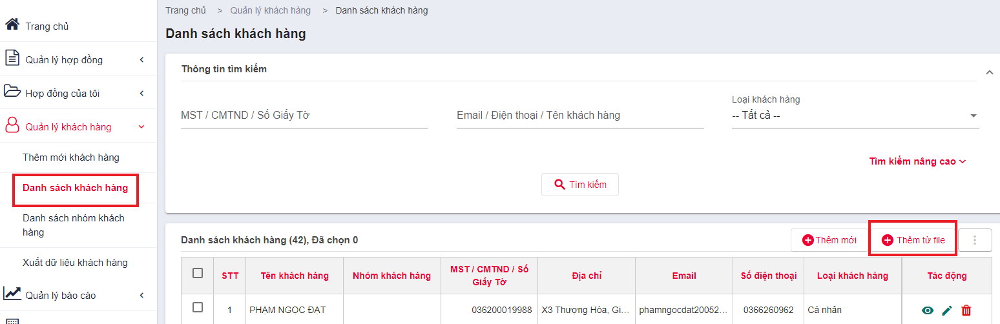 Trang chủ
Quản lý hợp đồng
Hợp đồng của tôi
Quản lý khách hàng
Thêm mới khách hàng
Danh sách khách hàng
Danh sách nhóm khách
hàng
Xuất dữ liệu khách hàng
Quản lý báo cáo
Trang chủ > Quản lý khách hàng > Danh sách khách hàng
Danh sách khách hàng
Thông tin tìm kiếm
Loại khách hàng
MST / CMTND / Số Giấy Tờ Email / Điện thoại / Tên khách hàng -- Tất cả --
Tìm kiếm nâng cao
Tìm kiếm
Danh sách khách hàng (42), Đã chọn 0 Thêm mới Thêm từ file
STT Tên khách hàng Nhóm khách hàng MST / CMTND / Số Giấy Tờ Địa chỉ Email Số điện thoại Loại khách hàng Tác động
1 PHẠM NGỌC ĐẠT 036200019988 X3 Thượng Hòa, Gi... phamngocdat20052... 0366260962 Cá nhân